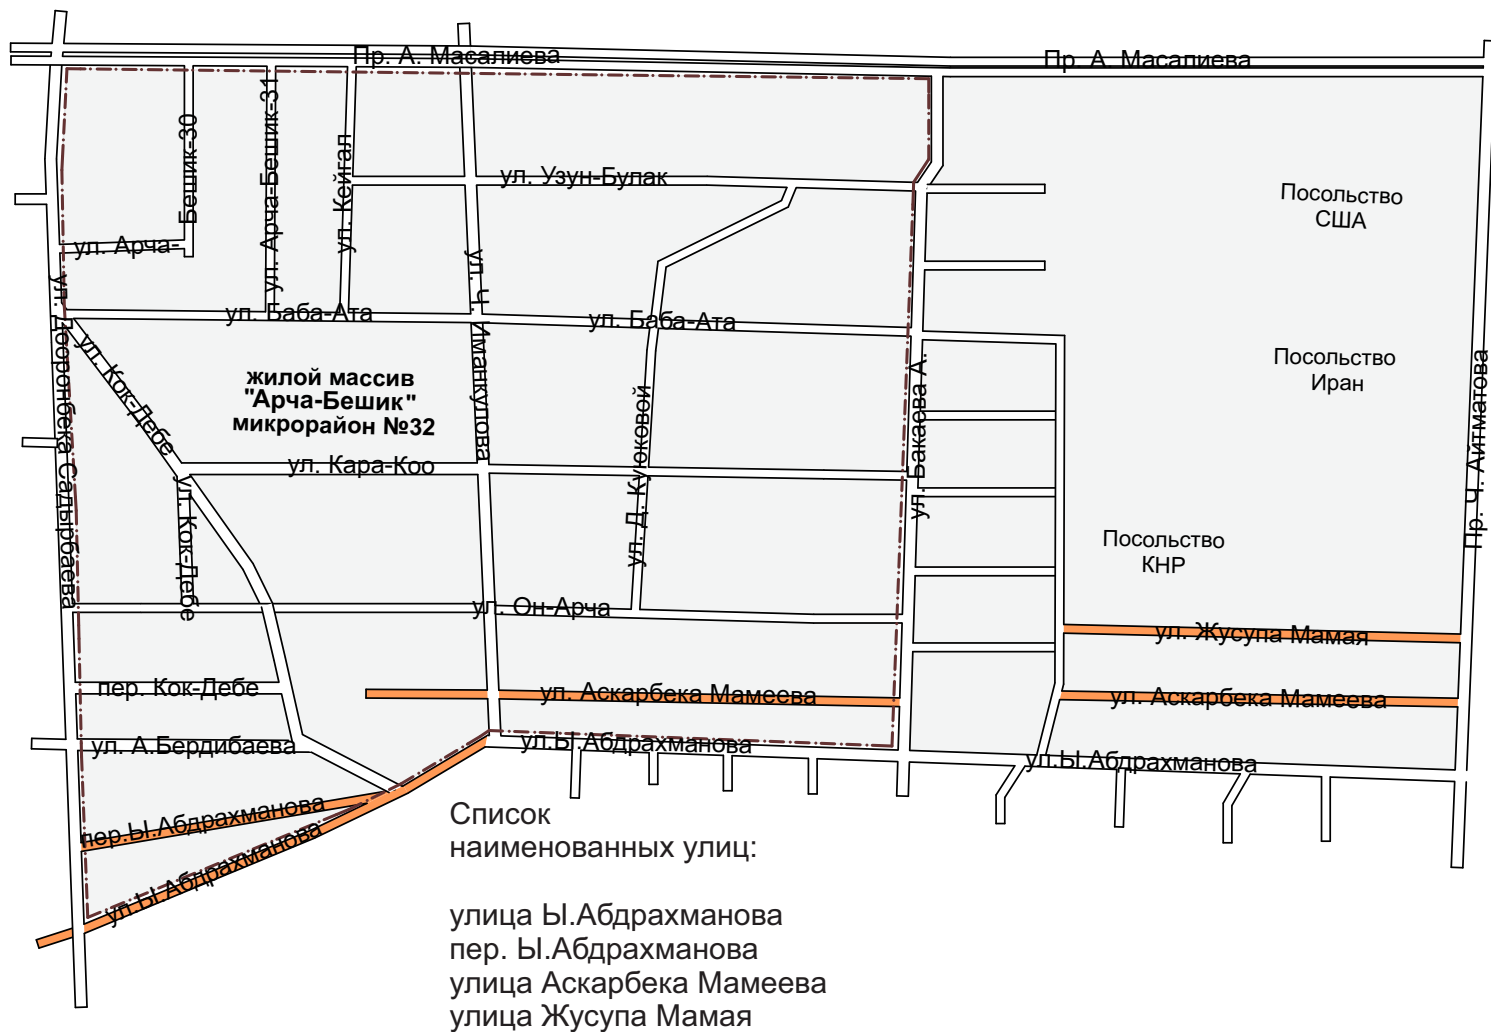 Пр. А. Масалиева
Пр. А. Масалиева
Бешик-30
ул. Арча-Бешик-31
ул. Кейгал
ул. Узун-Булак
Посольство
США
ул. Арча-
ул. Дооротбека Садырбаева
ул. Ч. Иманкулова
ул. Баба-Ата
ул. Баба-Ата
ул. Кок-Дебе
жилой массив
"Арча-Бешик"
микрорайон №32
Посольство
Иран
ул. Бакаева А.
Пр. Ч. Айтматова
ул. Д. Куюковой
ул. Кара-Коо
ул. Кок-Дебе
Посольство
КНР
ул. Он-Арча
ул. Жусупа Мамая
пер. Кок-Дебе
ул. Аскарбека Мамеева
ул. Аскарбека Мамеева
ул. А.Бердибаева
ул.Ы.Абдрахманова
ул.Ы.Абдрахманова
пер.Ы.Абдрахманова
ул.Ы.Абдрахманова
Список
наименованных улиц:
улица Ы.Абдрахманова
пер. Ы.Абдрахманова
улица Аскарбека Мамеева
улица Жусупа Мамая